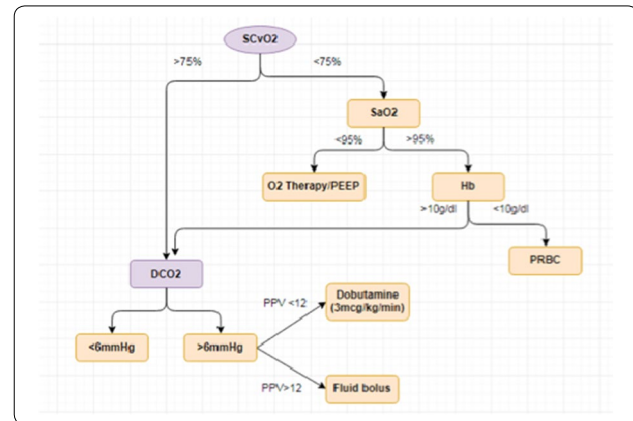 SCvO2
>75%
<75%
SaO2
<95%
>95%
O2 Therapy/PEEP
Hb
>10g/dl
<10g/dl
PRBC
DCO2
<6mmHg
>6mmHg
PPV <12
Dobutamine
(3mcg/kg/min)
PPV>12
Fluid bolus